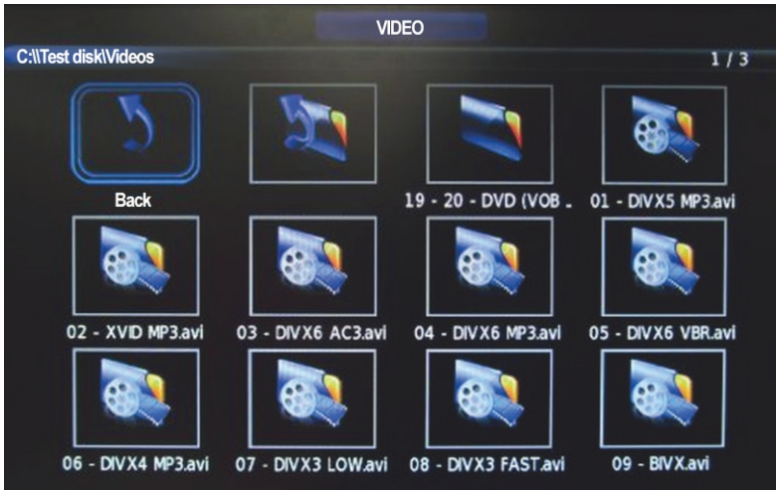 VIDEO
C:\\Test disk\Videos
1 / 3
Back
19 - 20 - DVD (VOB _
01 - DIVX5 MP3.avi
02 - XVID MP3.avi
03 - DIVX6 AC3.avi
04 - DIVX6 MP3.avi
05 - DIVX6 VBR.avi
06 - DIVX4 MP3.avi
07 - DIVX3 LOW.avi
08 - DIVX3 FAST.avi
09 - BIVX.avi